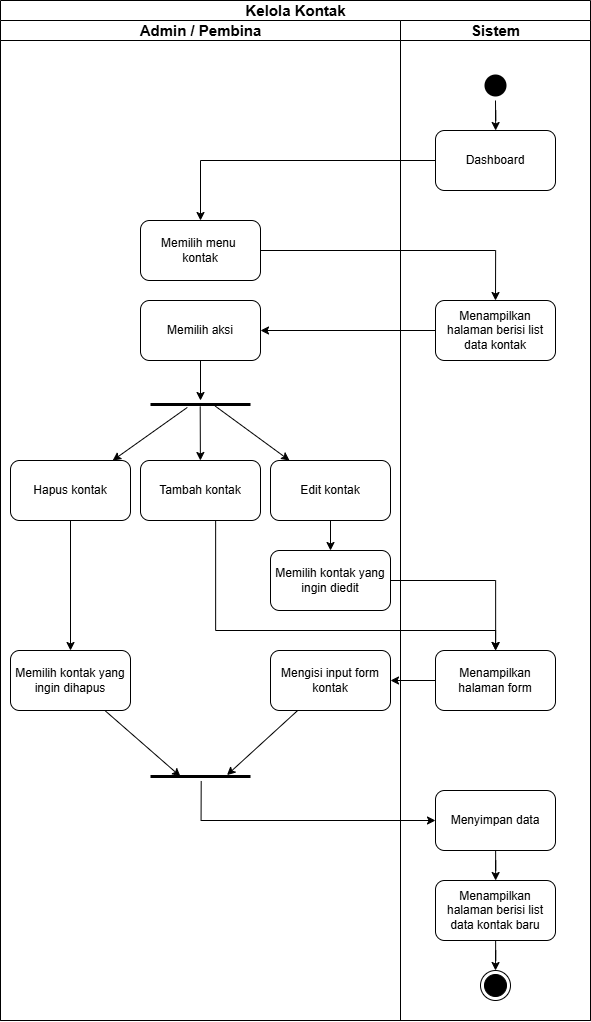 Kelola Kontak
Admin / Pembina
Sistem
Dashboard
Memilih menu
kontak
Memilih aksi
Menampilkan
halaman berisi list
data kontak
Hapus kontak
Tambah kontak
Edit kontak
Memilih kontak yang
ingin diedit
Memilih kontak yang
ingin dihapus
Mengisi input form
kontak
Menampilkan
halaman form
Menyimpan data
Menampilkan
halaman berisi list
data kontak baru